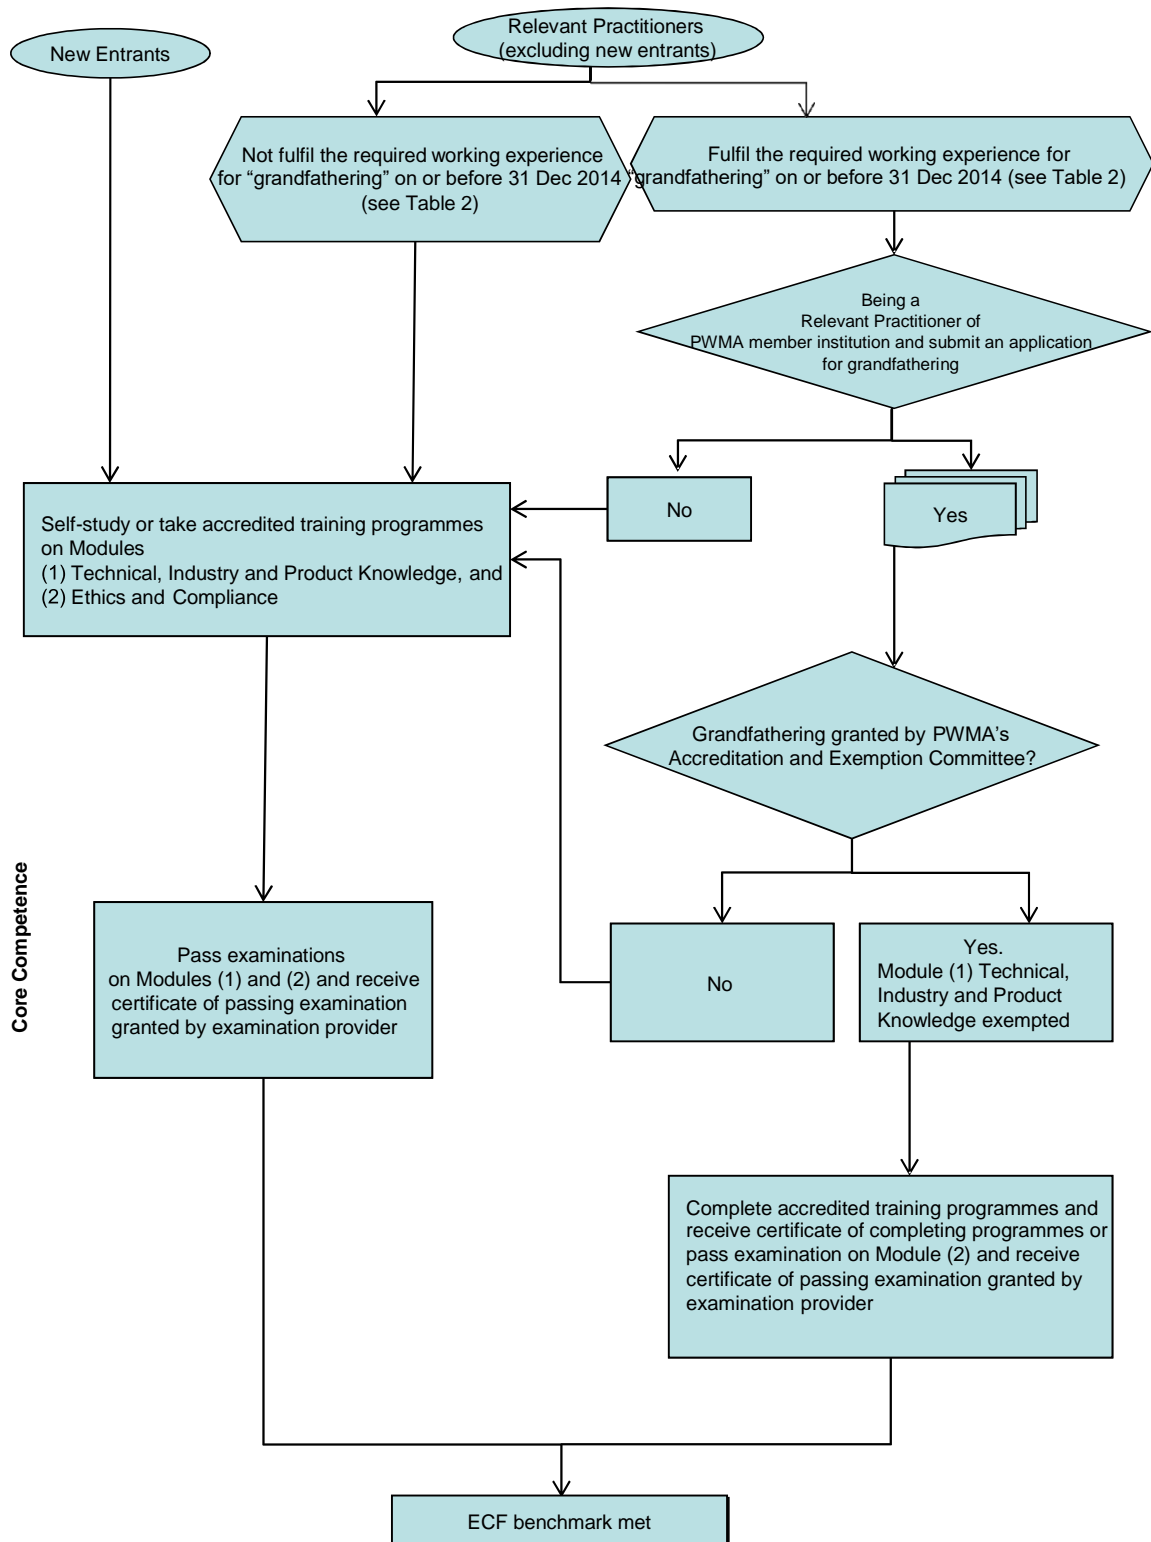 New Entrants
Relevant Practitioners
(excluding new entrants)
Not fulfil the required working experience
for “grandfathering” on or before 31 Dec 2014
(see Table 2)
Fulfil the required working experience for
“grandfathering” on or before 31 Dec 2014 (see Table 2)
Being a
Relevant Practitioner of
PWMA member institution and submit an application
for grandfathering
No
Yes
Self-study or take accredited training programmes
on Modules
(1) Technical, Industry and Product Knowledge, and
(2) Ethics and Compliance
Grandfathering granted by PWMA’s
Accreditation and Exemption Committee?
Core Competence
Pass examinations
on Modules (1) and (2) and receive
certificate of passing examination
granted by examination provider
No
Yes.
Module (1) Technical,
Industry and Product
Knowledge exempted
Complete accredited training programmes and
receive certificate of completing programmes or
pass examination on Module (2) and receive
certificate of passing examination granted by
examination provider
ECF benchmark met